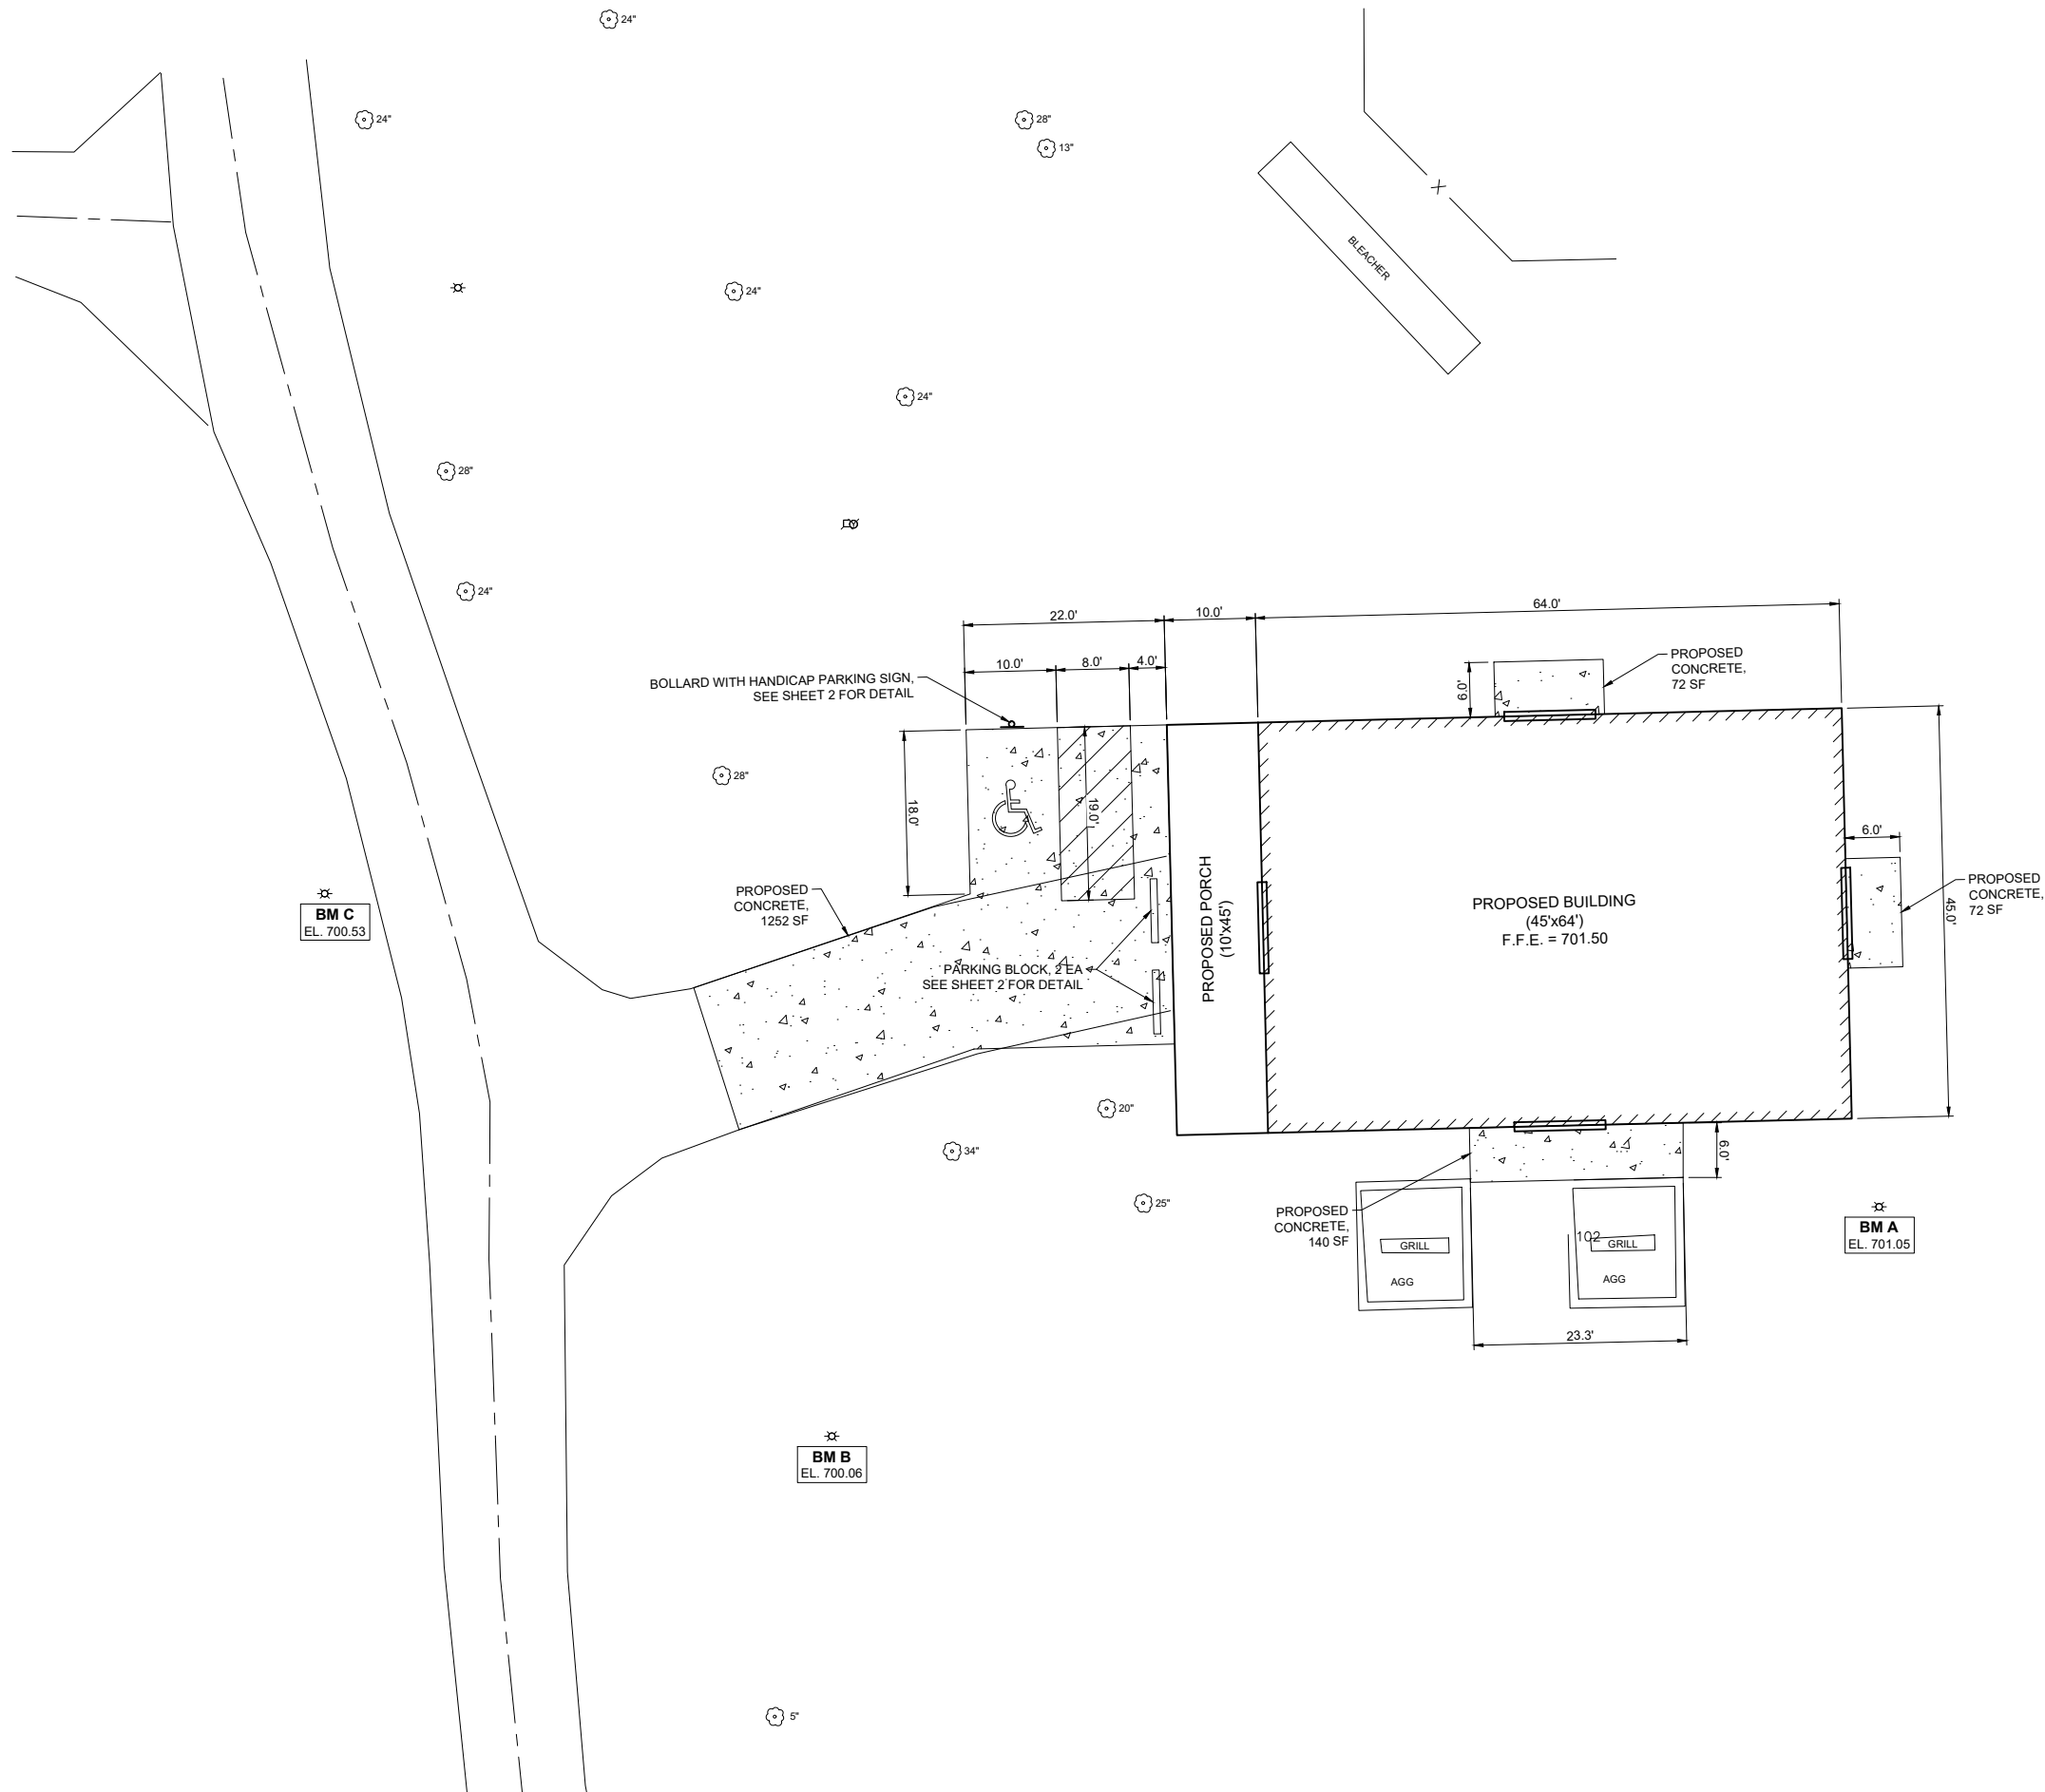 24"
24"
28"
13"
BLEACHER
24"
24"
28"
24"
64.0'
22.0'
10.0'
10.0'
8.0'
4.0'
BOLLARD WITH HANDICAP PARKING SIGN,
SEE SHEET 2 FOR DETAIL
6.0'
PROPOSED
CONCRETE,
72 SF
28"
18.0'
19.0'
6.0'
PROPOSED
CONCRETE,
72 SF
45.0'
PROPOSED
CONCRETE,
1252 SF
PROPOSED PORCH
(10'x45')
PROPOSED BUILDING
(45'x64')
F.F.E. = 701.50
BM C
EL. 700.53
PARKING BLOCK, 2 EA
SEE SHEET 2 FOR DETAIL
20"
34"
25"
6.0'
PROPOSED
CONCRETE,
140 SF
102
GRILL
GRILL
AGG
AGG
BM A
EL. 701.05
23.3'
BM B
EL. 700.06
5"